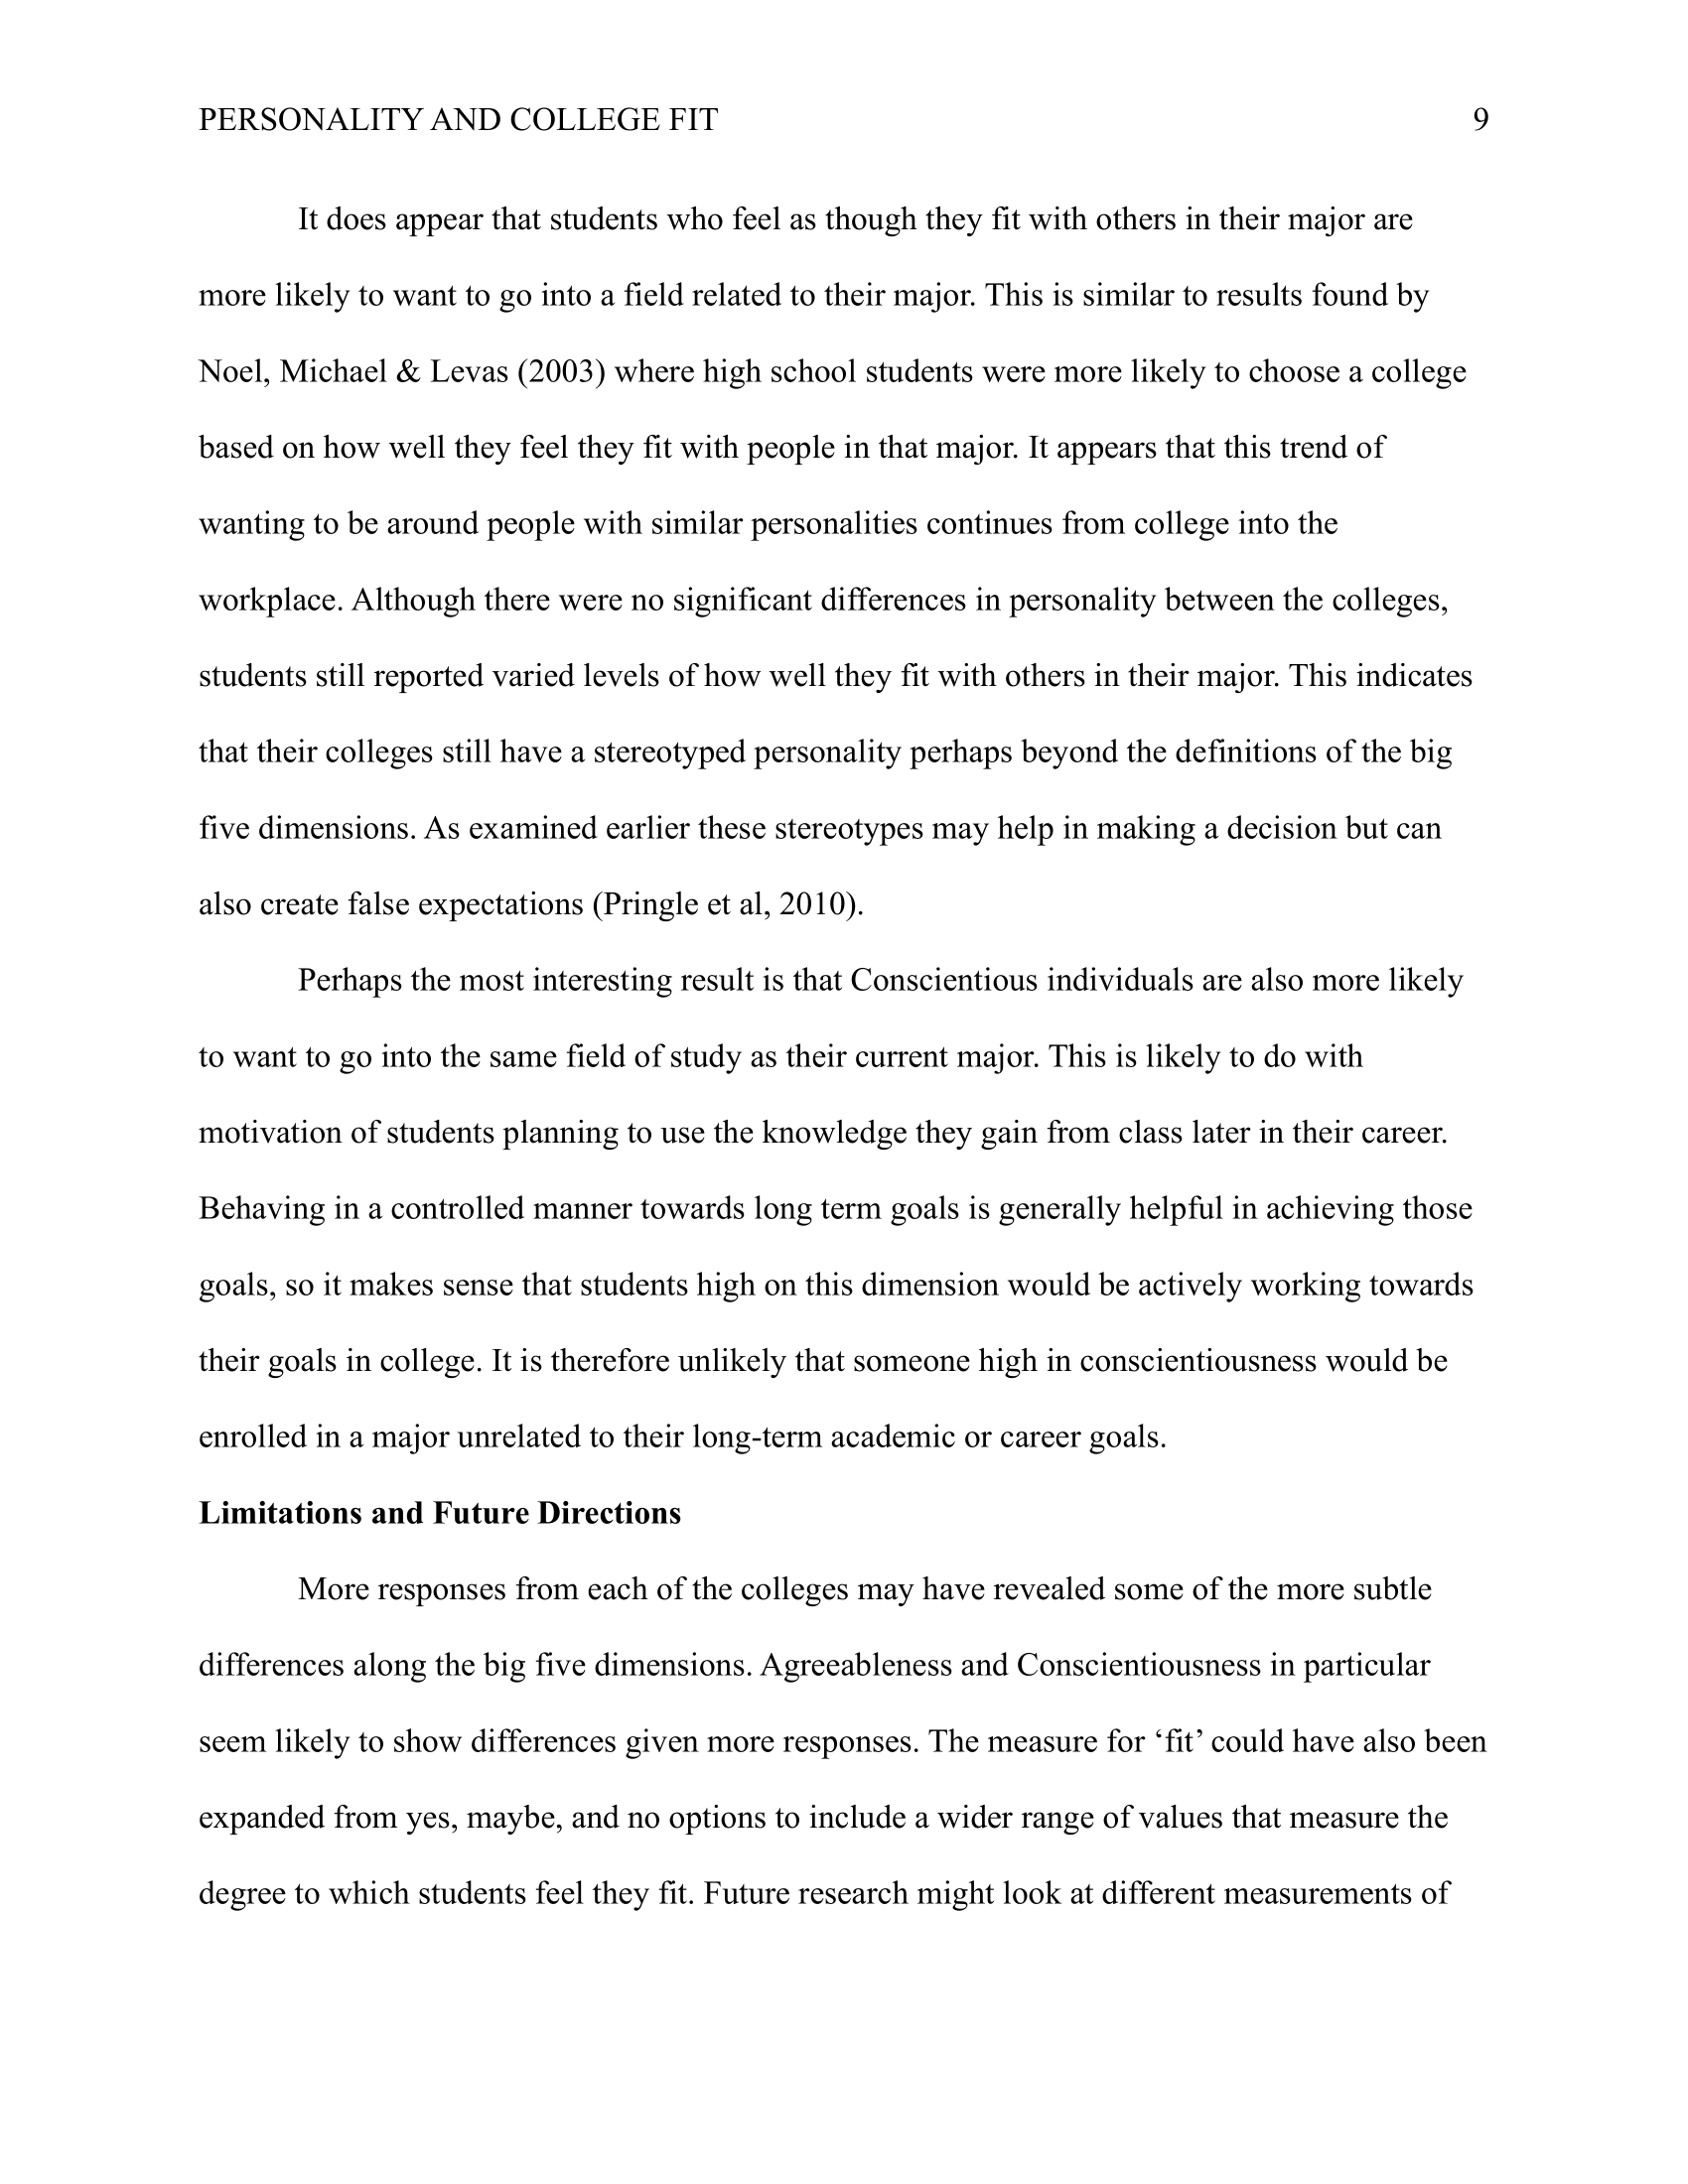 PERSONALITY AND COLLEGE FIT 9
It does appear that students who feel as though they fit with others in their major are
more likely to want to go into a field related to their major. This is similar to results found by
Noel, Michael & Levas (2003) where high school students were more likely to choose a college
based on how well they feel they fit with people in that major. It appears that this trend of
wanting to be around people with similar personalities continues from college into the
workplace. Although there were no significant differences in personality between the colleges,
students still reported varied levels of how well they fit with others in their major. This indicates
that their colleges still have a stereotyped personality perhaps beyond the definitions of the big
five dimensions. As examined earlier these stereotypes may help in making a decision but can
also create false expectations (Pringle et al, 2010).
Perhaps the most interesting result is that Conscientious individuals are also more likely
to want to go into the same field of study as their current major. This is likely to do with
motivation of students planning to use the knowledge they gain from class later in their career.
Behaving in a controlled manner towards long term goals is generally helpful in achieving those
goals, so it makes sense that students high on this dimension would be actively working towards
their goals in college. It is therefore unlikely that someone high in conscientiousness would be
enrolled in a major unrelated to their long-term academic or career goals.
Limitations and Future Directions
More responses from each of the colleges may have revealed some of the more subtle
differences along the big five dimensions. Agreeableness and Conscientiousness in particular
seem likely to show differences given more responses. The measure for ‘fit’ could have also been
expanded from yes, maybe, and no options to include a wider range of values that measure the
degree to which students feel they fit. Future research might look at different measurements of